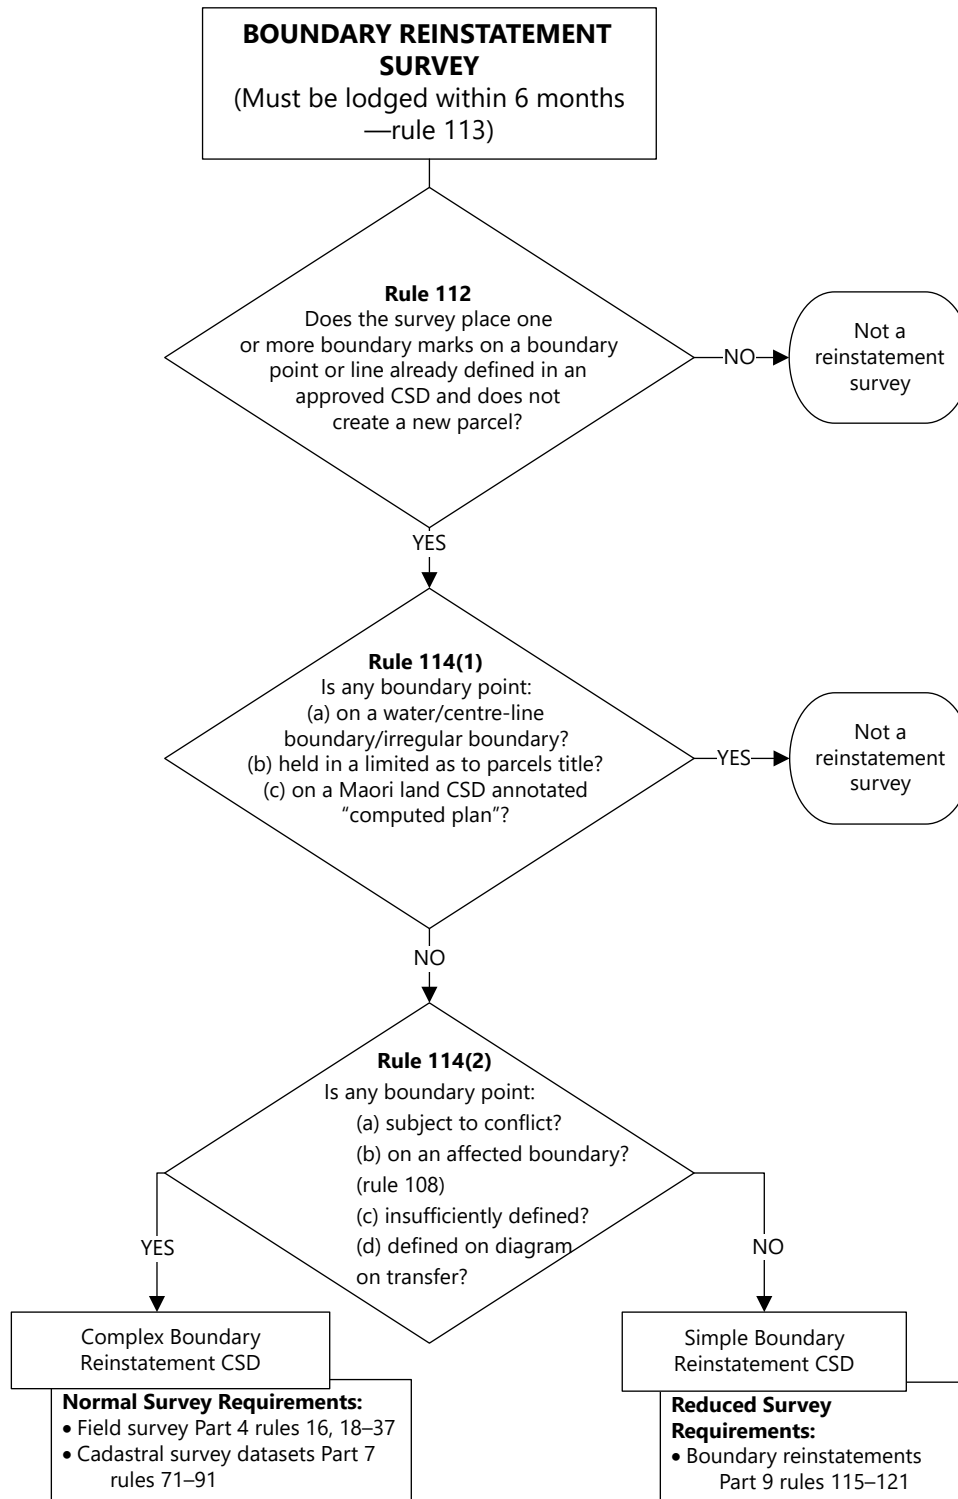 BOUNDARY REINSTATEMENT
SURVEY
(Must be lodged within 6 months
—rule 113)
Rule 112
Does the survey place one
or more boundary marks on a boundary
point or line already defined in an
approved CSD and does not
create a new parcel?
NO
Not a
reinstatement
survey
YES
Rule 114(1)
Is any boundary point:
(a) on a water/centre-line
boundary/irregular boundary?
(b) held in a limited as to parcels title?
(c) on a Maori land CSD annotated
“computed plan”?
YES
Not a
reinstatement
survey
NO
Rule 114(2)
Is any boundary point:
(a) subject to conflict?
(b) on an affected boundary?
(rule 108)
(c) insufficiently defined?
(d) defined on diagram
on transfer?
YES
NO
Complex Boundary
Reinstatement CSD
Normal Survey Requirements:
• Field survey Part 4 rules 16, 18–37
• Cadastral survey datasets Part 7
rules 71–91
Simple Boundary
Reinstatement CSD
Reduced Survey
Requirements:
• Boundary reinstatements
Part 9 rules 115–121